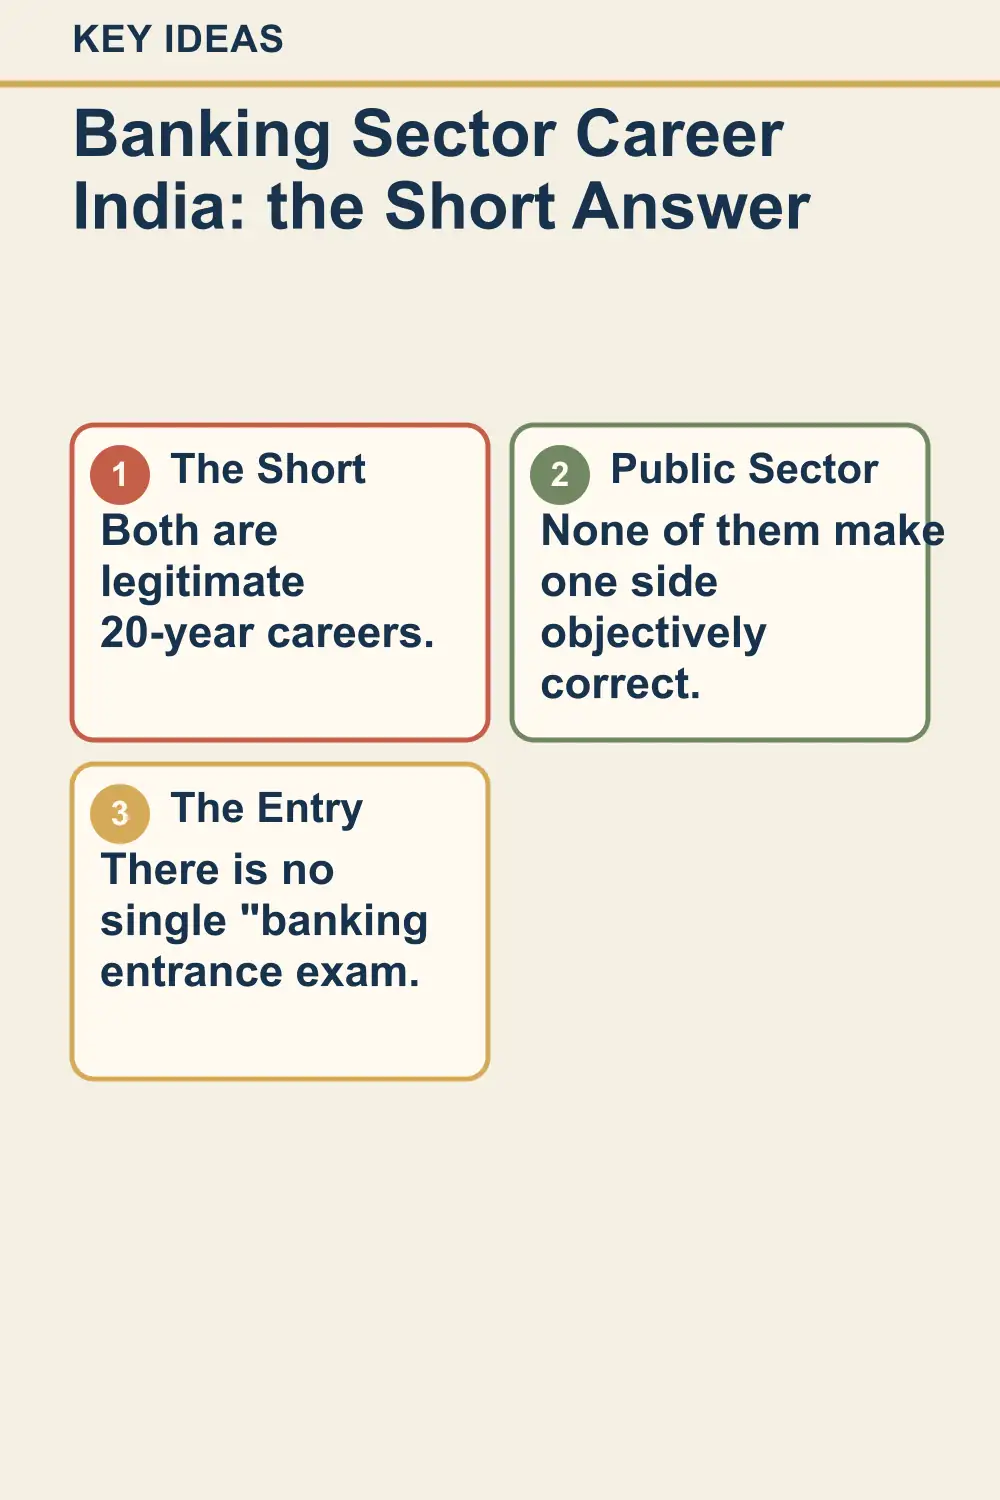 KEY IDEAS
Banking Sector Career
India: the Short Answer
1 The Short
Both are
legitimate
20-year careers.
2 Public Sector
None of them make
one side
objectively
correct.
3 The Entry
There is no
single "banking
entrance exam.